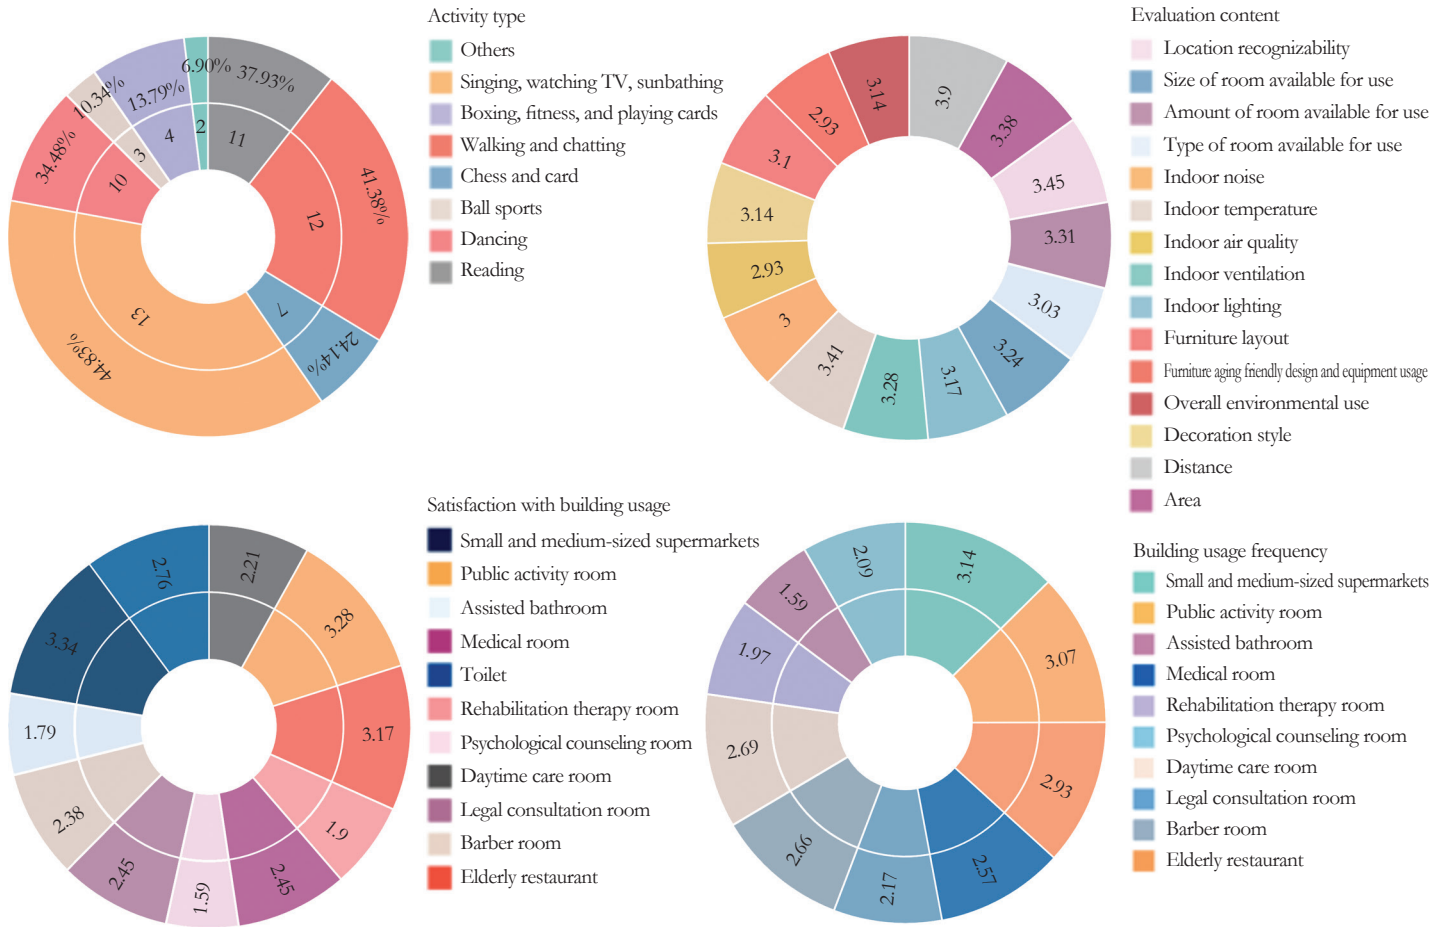 Activity type
Others
Singing, watching TV, sunbathing
Boxing, fitness, and playing cards
Walking and chatting
Chess and card
Ball sports
Dancing
Reading
6.90%
37.93%
13.79%
10.34%
34.48%
41.38%
24.14%
44.83%
2
11
4
3
10
12
7
13
Evaluation content
Location recognizability
Size of room available for use
Amount of room available for use
Type of room available for use
Indoor noise
Indoor temperature
Indoor air quality
Indoor ventilation
Indoor lighting
Furniture layout
Furniture aging friendly design and equipment usage
Overall environmental use
Decoration style
Distance
Area
3.9
3.38
3.45
3.31
3.03
3.24
3.17
3.28
3.41
3
2.93
3.14
3.1
2.93
3.14
Satisfaction with building usage
Small and medium-sized supermarkets
Public activity room
Assisted bathroom
Medical room
Toilet
Rehabilitation therapy room
Psychological counseling room
Daytime care room
Legal consultation room
Barber room
Elderly restaurant
2.21
3.28
3.17
1.9
2.45
1.59
2.45
2.38
1.79
3.34
2.76
Building usage frequency
Small and medium-sized supermarkets
Public activity room
Assisted bathroom
Medical room
Rehabilitation therapy room
Psychological counseling room
Daytime care room
Legal consultation room
Barber room
Elderly restaurant
3.14
3.07
2.93
2.57
2.17
2.66
2.69
1.97
1.59
2.09